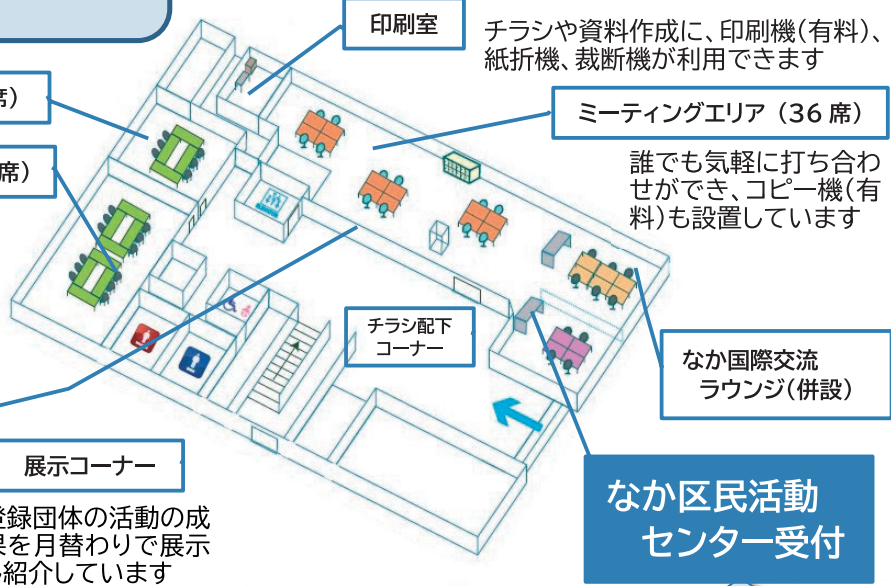 印刷室
チラシや資料作成に、印刷機(有料)、
紙折機、裁断機が利用できます
席)
ミーティングエリア(36席)
席)
誰でも気軽に打ち合わ
せができ、コピー機(有
料)も設置しています
チラシ配下
コーナー
なか国際交流
ラウンジ(併設)
展示コーナー
登録団体の活動の成
果を月替わりで展示
紹介しています
なか区民活動
センター受付